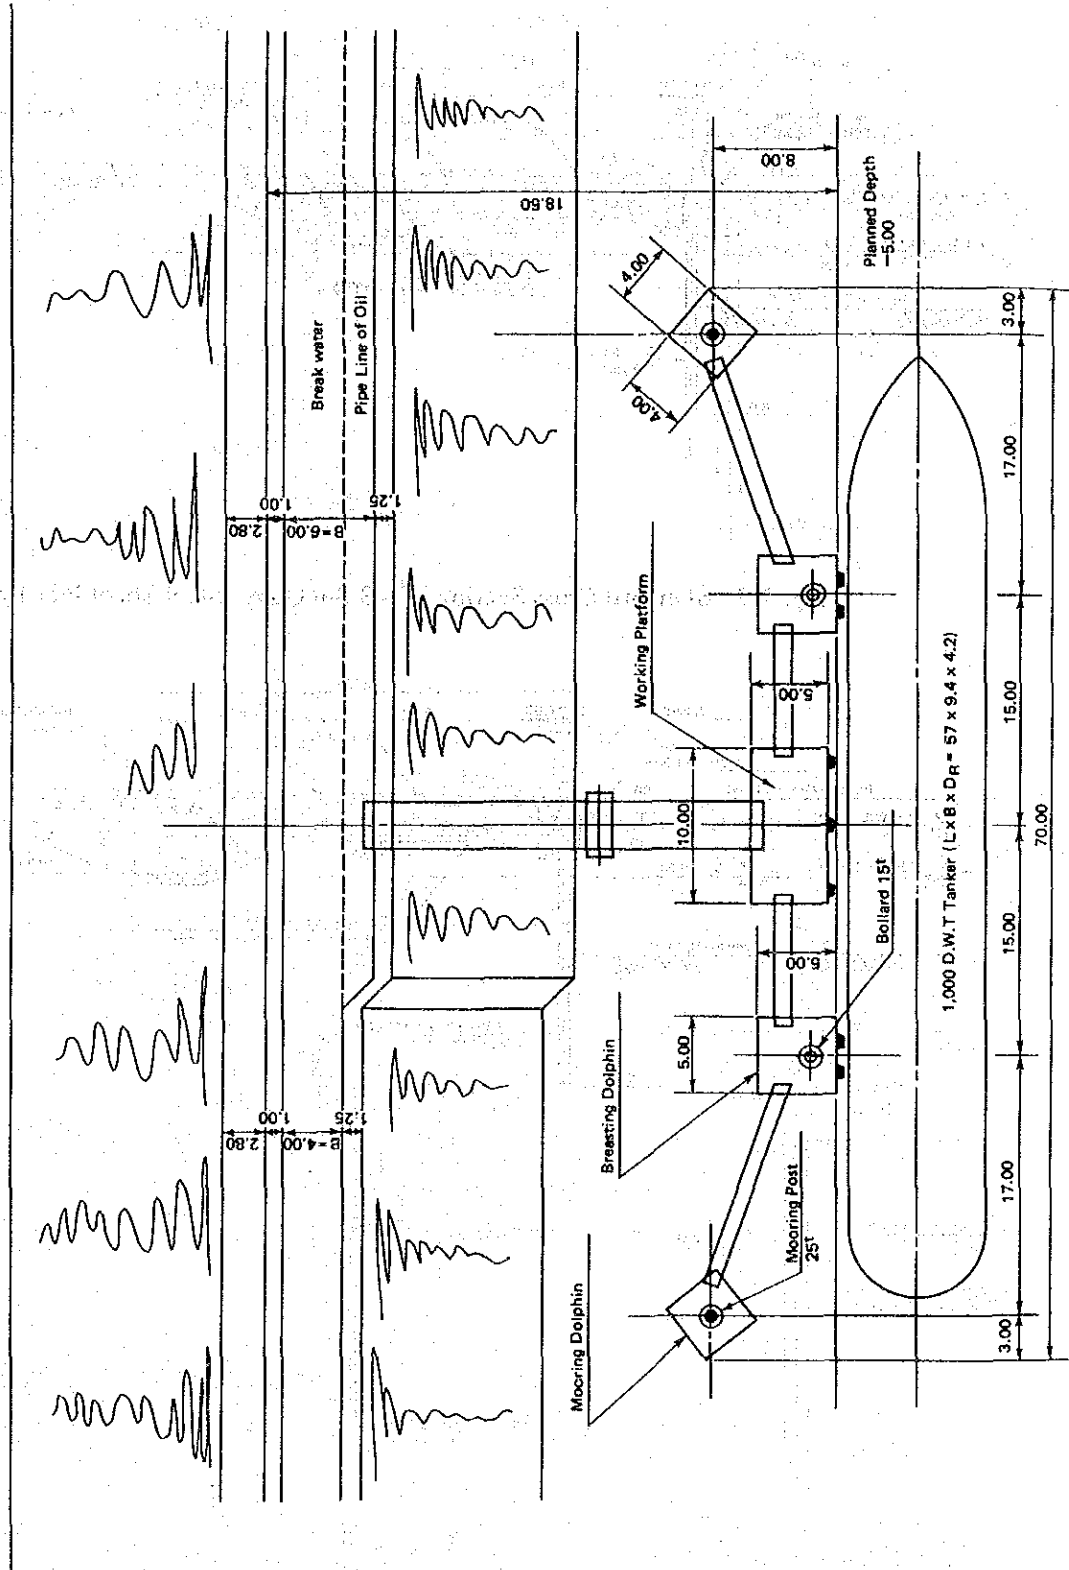 Break water
Pipe Line of Oil
2.80
1.00
B=6.00
1.25
2.80
1.00
B=4.00
1.25
18.50
8.00
Planned Depth
-5.00
4.00
4.00
Working Platform
10.00
5.00
5.00
5.00
Breasting Dolphin
Bollard 15t
Mooring Dolphin
Mooring Post
25t
1,000 D.W.T Tanker (L x B x DR = 57 x 9.4 x 4.2)
3.00
17.00
15.00
15.00
17.00
3.00
70.00